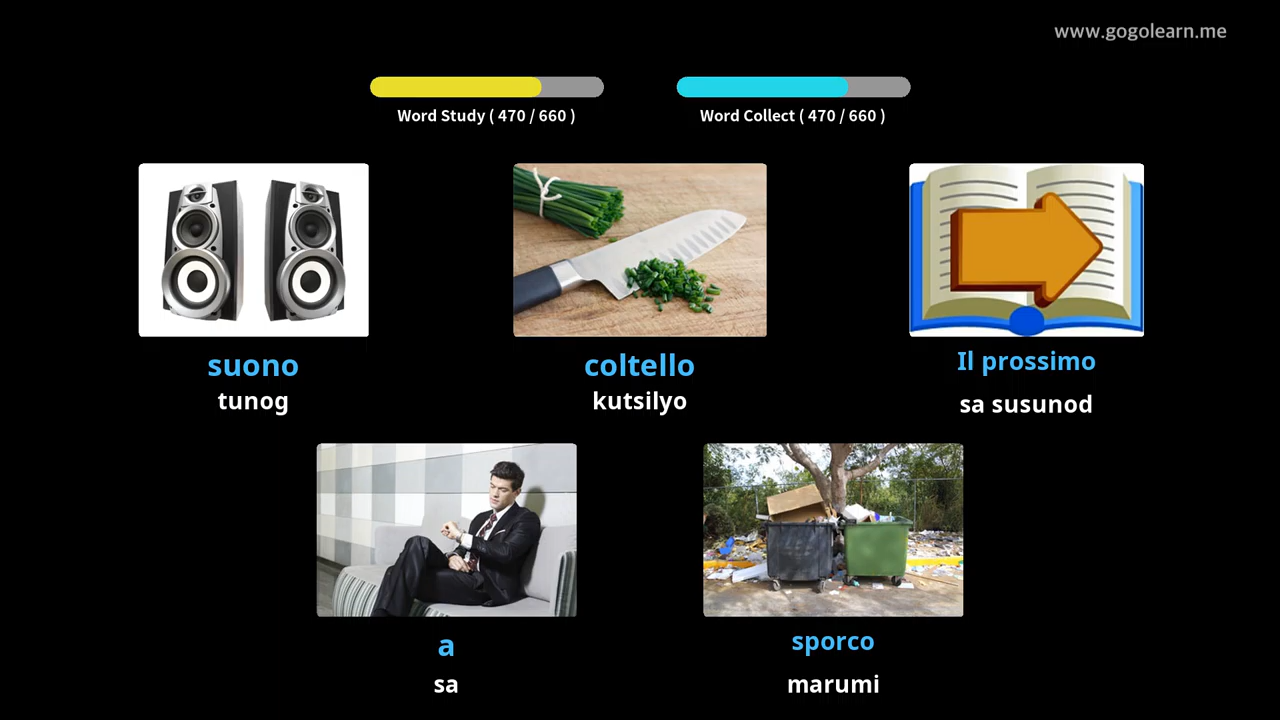 www.gogolearn.me
Word Study ( 470 / 660 )
Word Collect ( 470 / 660 )
suono
tunog
coltello
kutsilyo
Il prossimo
sa susunod
a
sa
sporco
marumi